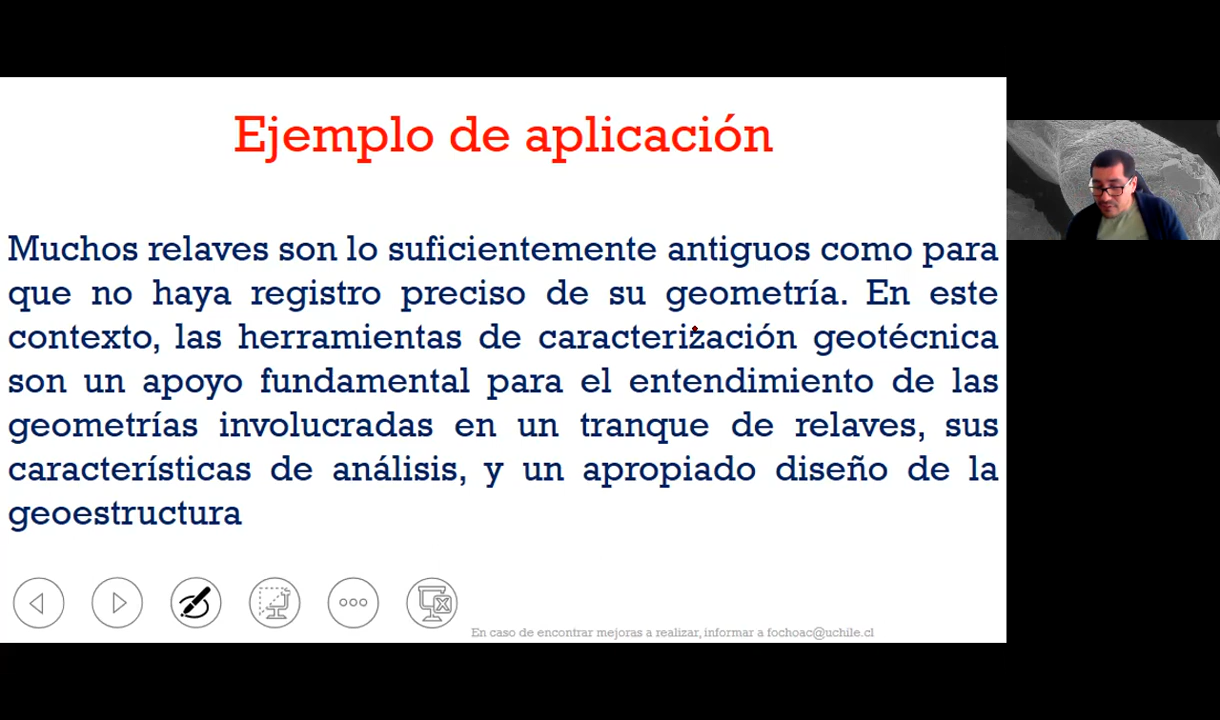 Ejemplo de aplicación
Muchos relaves son lo suficientemente antiguos como para
que no haya registro preciso de su geometría. En este
contexto, las herramientas de caracterización geotécnica
son un apoyo fundamental para el entendimiento de las
geometrías involucradas en un tranque de relaves, sus
características de análisis, y un apropiado diseño de la
geoestructura
En caso de encontrar mejoras a realizar, informar a fochoac@uchile.cl